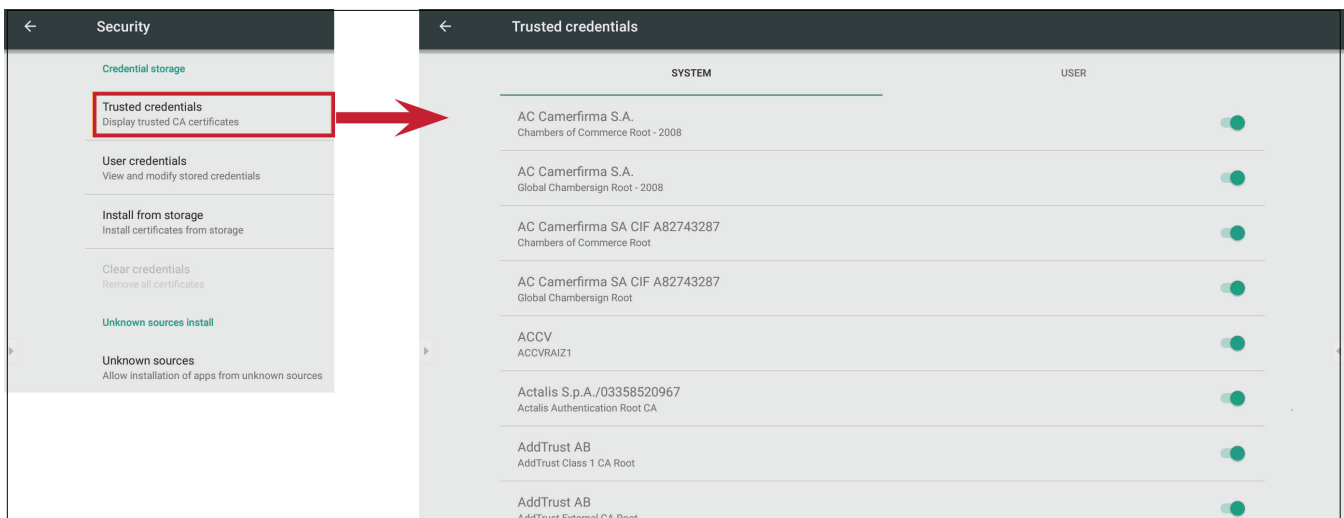 Security
Credential storage
Trusted credentials
Display trusted CA certificates
User credentials
View and modify stored credentials
Install from storage
Install certificates from storage
Clear credentials
Remove all certificates
Unknown sources install
Unknown sources
Allow installation of apps from unknown sources
Trusted credentials
SYSTEM
USER
AC Camerfirma S.A.
Chambers of Commerce Root - 2008
AC Camerfirma S.A.
Global Chambersign Root - 2008
AC Camerfirma SA CIF A82743287
Chambers of Commerce Root
AC Camerfirma SA CIF A82743287
Global Chambersign Root
ACCV
ACCVRAIZ1
Actalis S.p.A./03358520967
Actalis Authentication Root CA
AddTrust AB
AddTrust Class 1 CA Root
AddTrust AB
AddTrust External CA Root